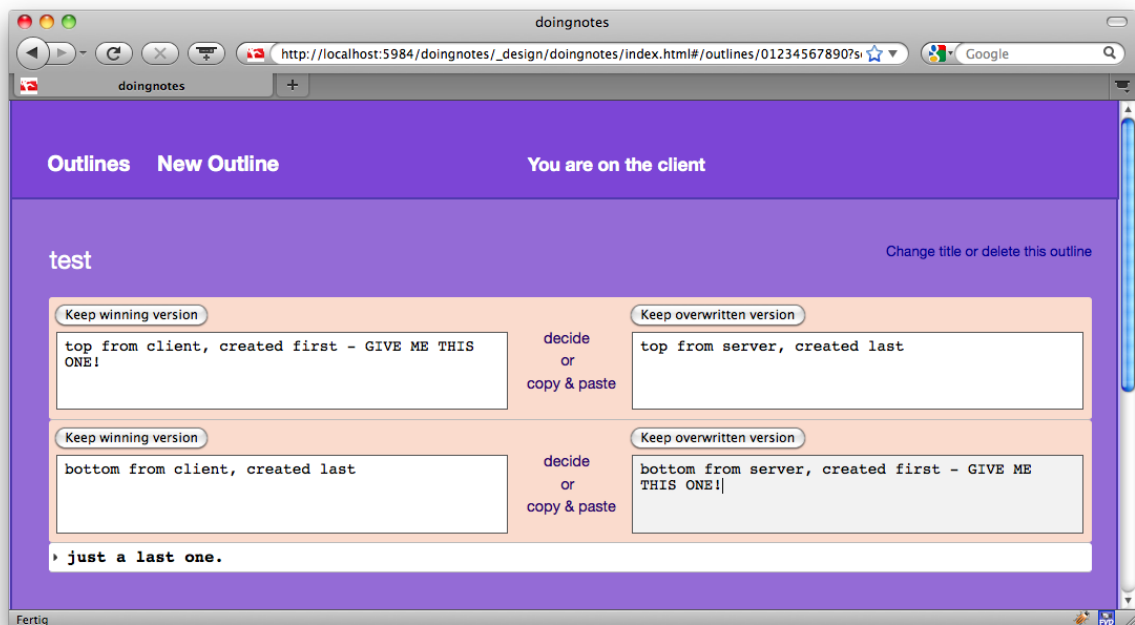 doingnotes
http://localhost:5984/doingnotes/_design/doingnotes/index.html#/outlines/01234567890?s
Google
doingnotes
+
Outlines New Outline You are on the client
test
Change title or delete this outline
Keep winning version
top from client, created first - GIVE ME THIS
ONE!
decide
or
copy & paste
Keep overwritten version
top from server, created last
Keep winning version
bottom from client, created last
decide
or
copy & paste
Keep overwritten version
bottom from server, created first - GIVE ME
THIS ONE!
just a last one.
Fertig